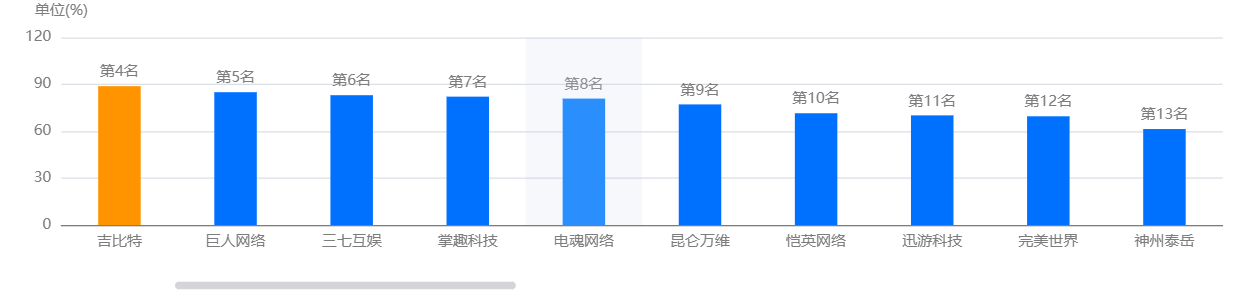 单位(%)
120
90
60
30
0
第4名
第5名
第6名
第7名
第8名
第9名
第10名
第11名
第12名
第13名
吉比特
巨人网络
三七互娱
掌趣科技
电魂网络
昆仑万维
恺英网络
迅游科技
完美世界
神州泰岳